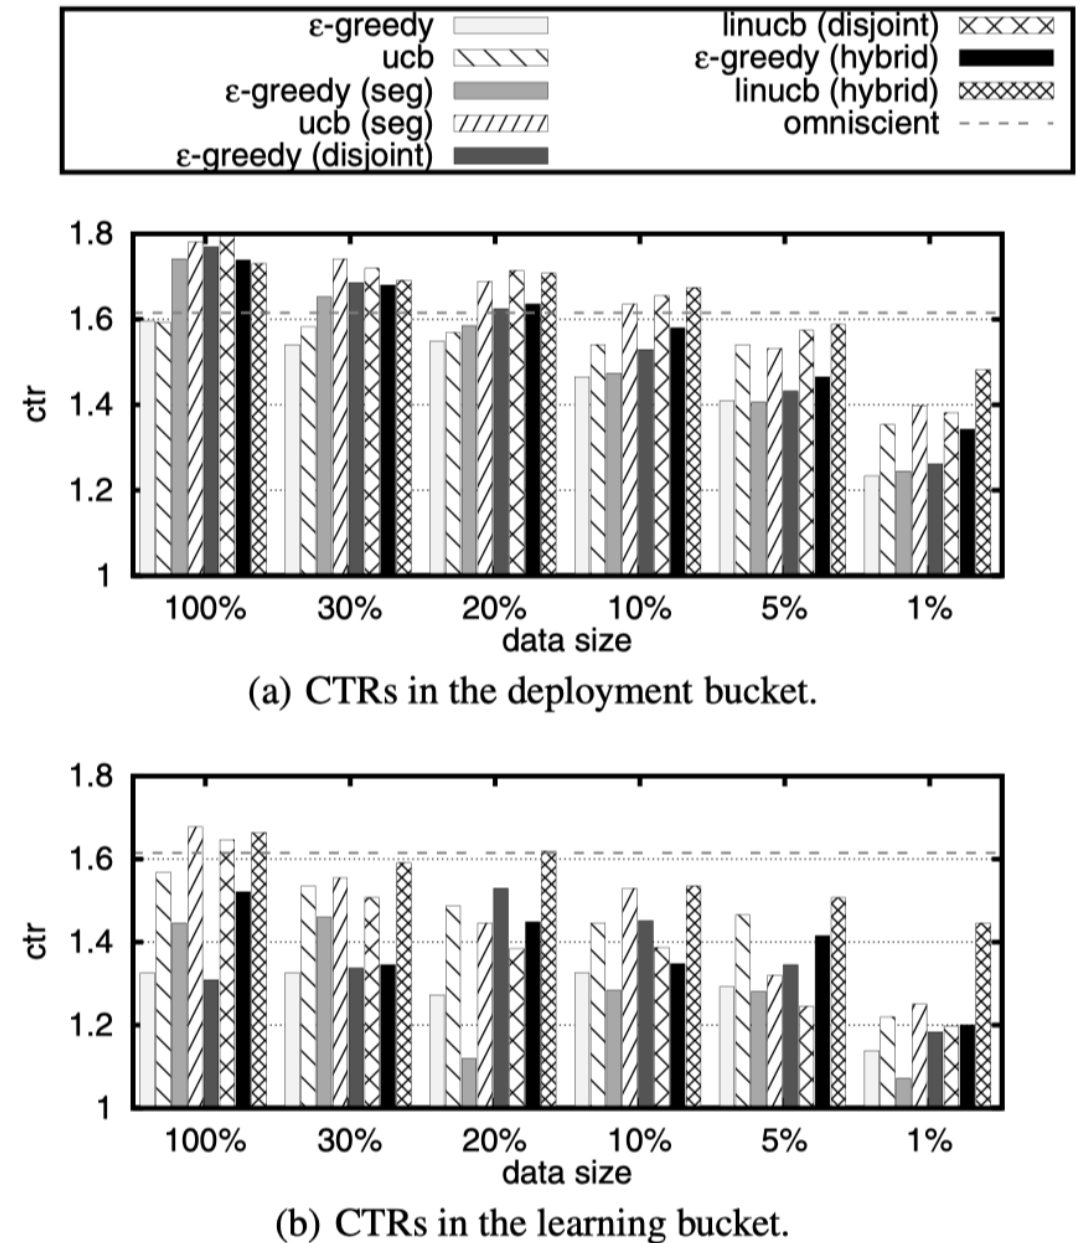 ε-greedy
ucb
ε-greedy (seg)
ucb (seg)
ε-greedy (disjoint)
linucb (disjoint)
ε-greedy (hybrid)
linucb (hybrid)
omniscient
1.8
1.6
1.4
1.2
1
ctr
100% 30% 20% 10% 5% 1%
data size
(a) CTRs in the deployment bucket.
1.8
1.6
1.4
1.2
1
ctr
100% 30% 20% 10% 5% 1%
data size
(b) CTRs in the learning bucket.